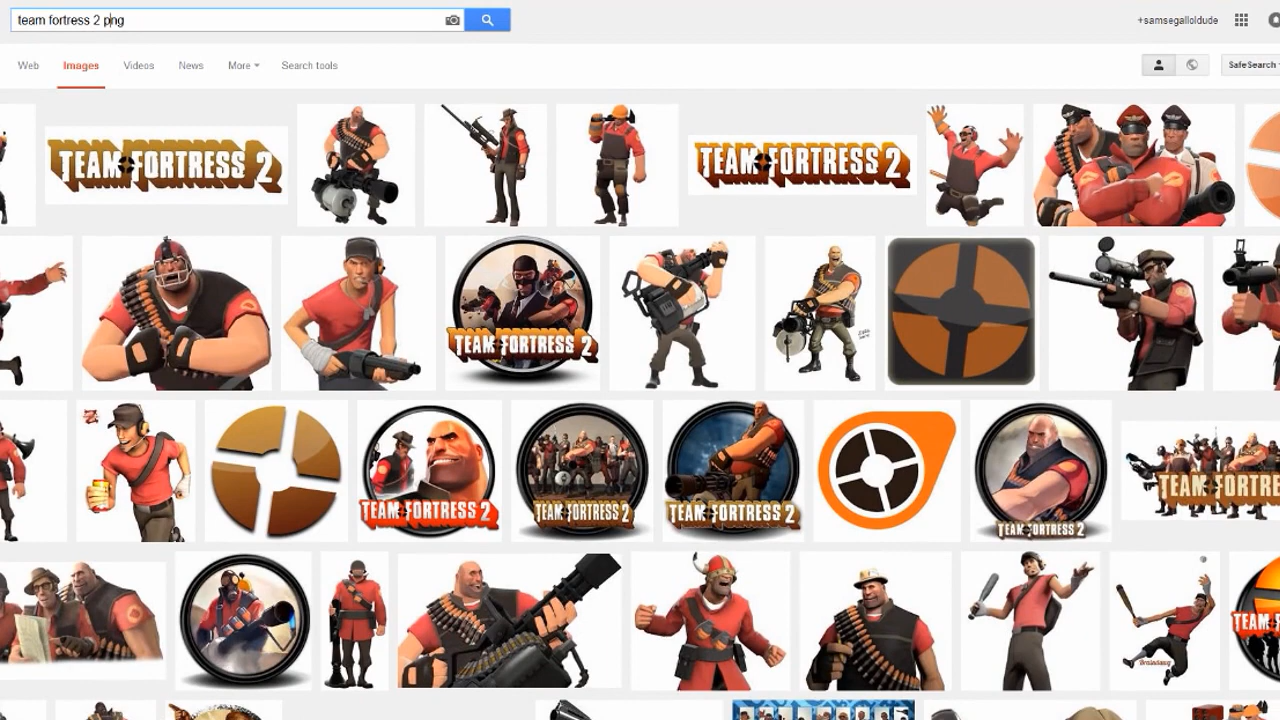 team fortress 2 png
+samsegalloldude
Web
Images
Videos
News
More
Search tools
SafeSearch
TEAM FORTRESS 2
TEAM FORTRESS 2
TEAM FORTRESS 2
TEAM FORTRESS 2
TEAM FORTRESS 2
TEAM FORTRESS 2
TEAM FORTRESS 2
TEAM FORTRE
TEAM F